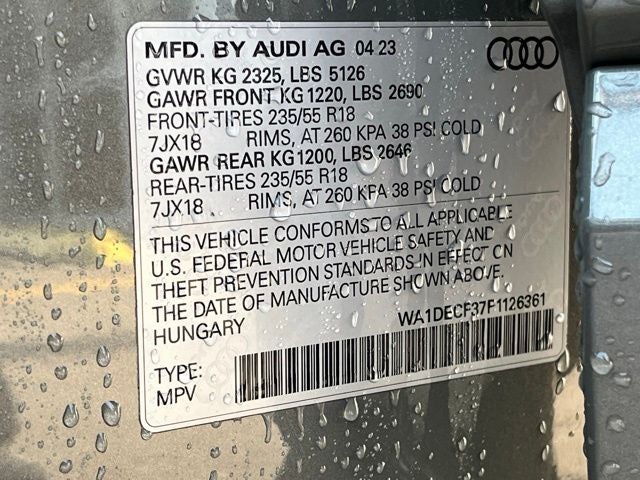 MFD. BY AUDI AG 04 23
GVWR KG 2325, LBS 5126
GAWR FRONT KG 1220, LBS 2690
FRONT-TIRES 235/55 R18
7JX18 RIMS, AT 260 KPA 38 PSI COLD
GAWR REAR KG 1200, LBS 2646
REAR-TIRES 235/55 R18
7JX18 RIMS, AT 260 KPA 38 PSI COLD
THIS VEHICLE CONFORMS TO ALL APPLICABLE
U.S. FEDERAL MOTOR VEHICLE SAFETY AND
THEFT PREVENTION STANDARDS IN EFFECT ON
THE DATE OF MANUFACTURE SHOWN ABOVE.
HUNGARY WA1DECF37P1126361
TYPE:
MPV